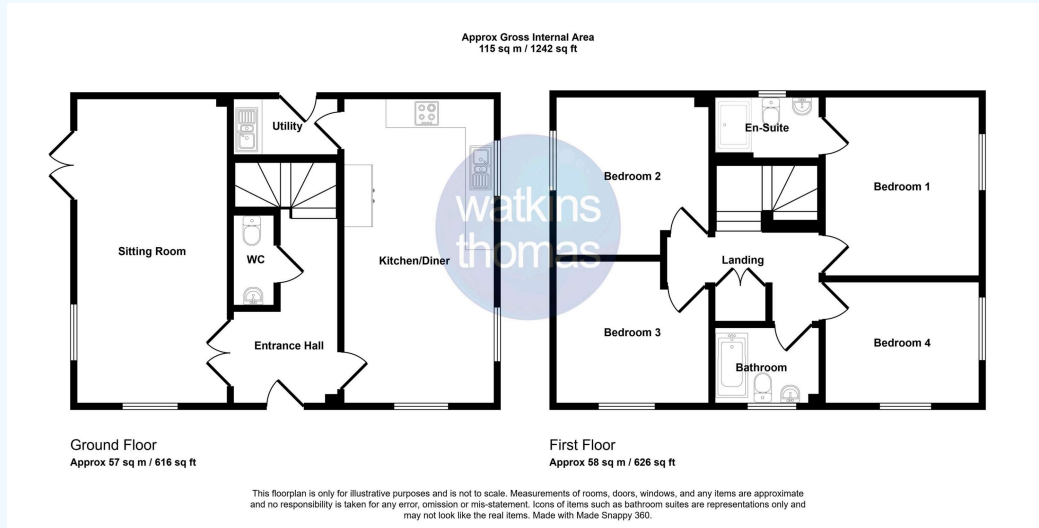 Approx Gross Internal Area
115 sq m / 1242 sq ft
Utility
En-Suite
Bedroom 2
Bedroom 1
watkins
thomas
Sitting Room
WC
Kitchen/Diner
Landing
Entrance Hall
Bedroom 3
Bedroom 4
Bathroom
Ground Floor
Approx 57 sq m / 616 sq ft
First Floor
Approx 58 sq m / 626 sq ft
This floorplan is only for illustrative purposes and is not to scale. Measurements of rooms, doors, windows, and any items are approximate
and no responsibility is taken for any error, omission or mis-statement. Icons of items such as bathroom suites are representations only and
may not look like the real items. Made with Made Snappy 360.